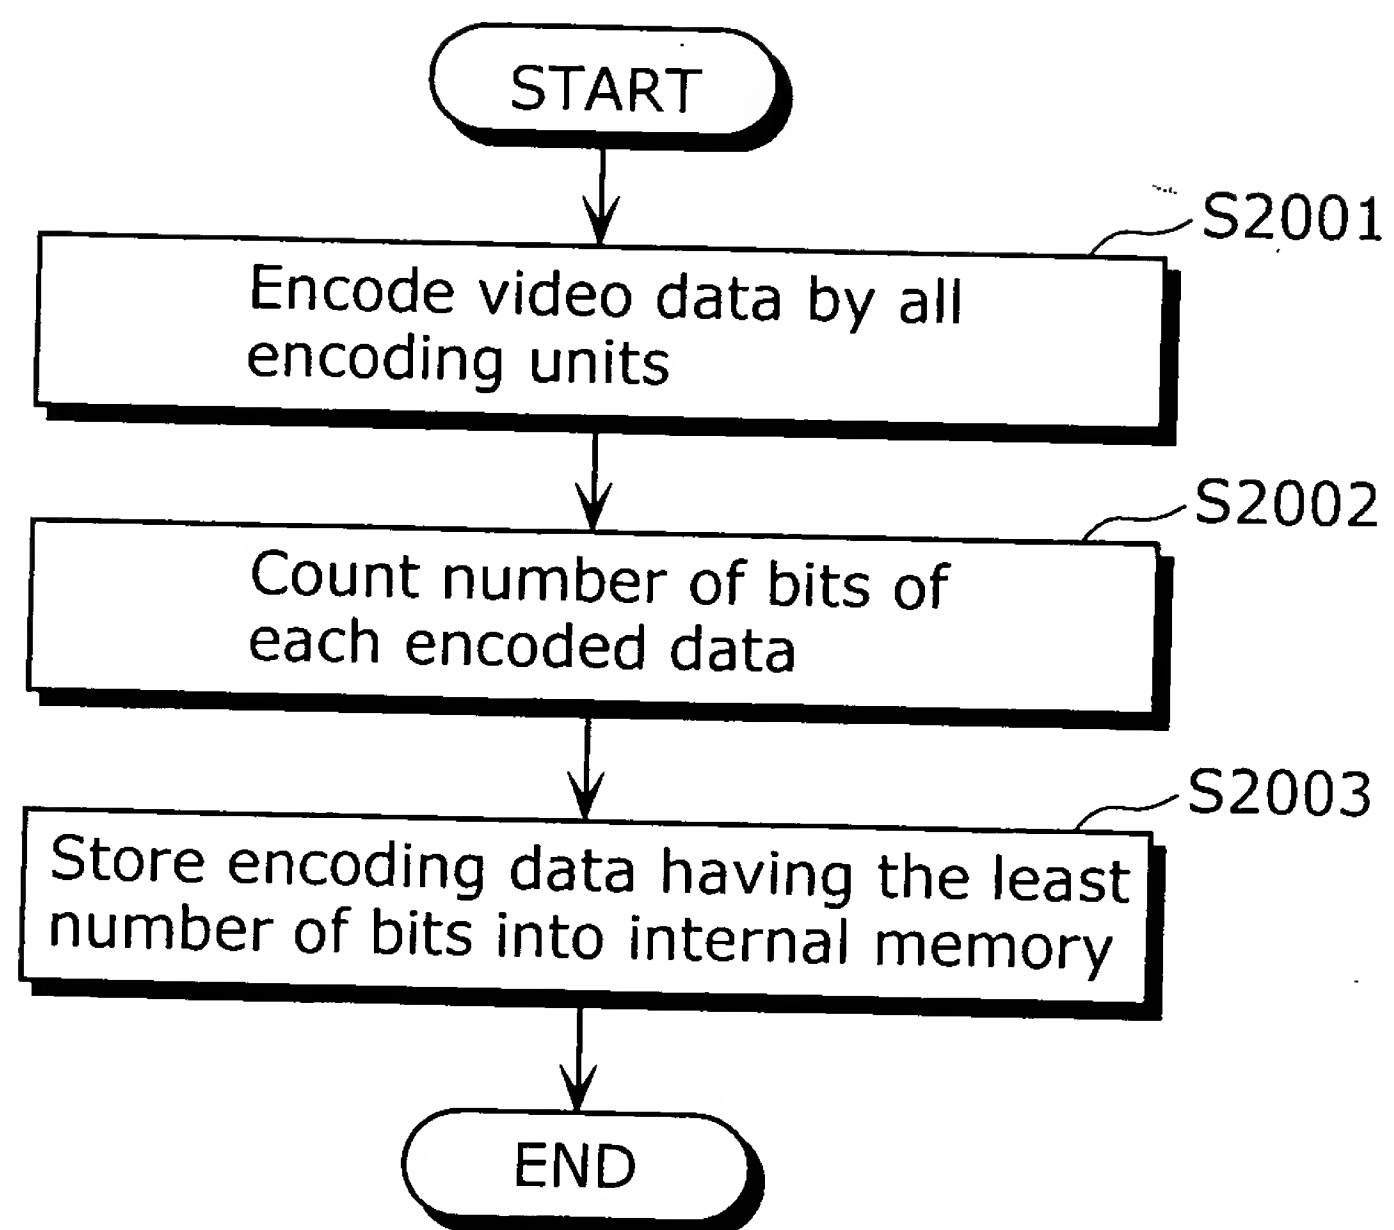 START
S2001
Encode video data by all
encoding units
S2002
Count number of bits of
each encoded data
S2003
Store encoding data having the least
number of bits into internal memory
END